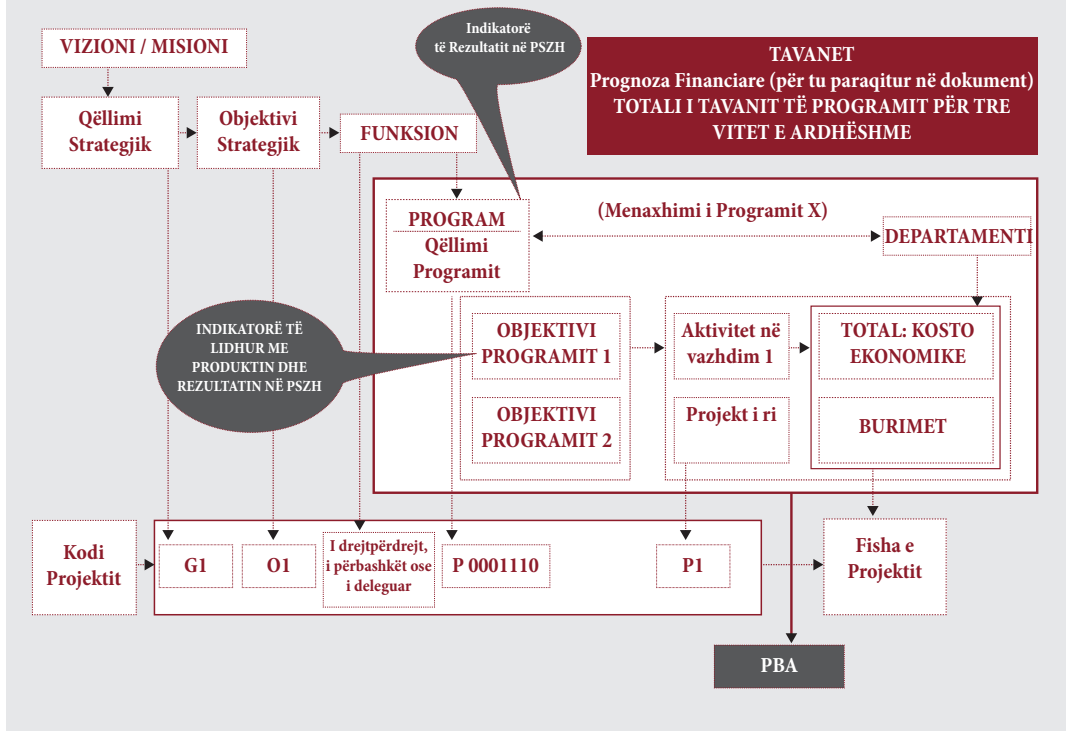 VIZIONI / MISIONI
Indikatorë
të Rezultatit në PSZH
TAVANET
Prognoza Financiare (për tu paraqitur në dokument)
TOTALI I TAVANIT TË PROGRAMIT PËR TRE
VITET E ARDHËSHME
Qëllimi
Strategjik
Objektivi
Strategjik
FUNKSION
PROGRAM
Qëllimi
Programit
(Menaxhimi i Programit X)
DEPARTAMENTI
INDIKATORË TË
LIDHUR ME
PRODUKTIN DHE
REZULTATIN NË PSZH
OBJEKTIVI
PROGRAMIT 1
Aktivitet në
vazhdim 1
TOTAL: KOSTO
EKONOMIKE
OBJEKTIVI
PROGRAMIT 2
Projekt i ri
BURIMET
Kodi
Projektit
G1
O1
I drejtpërdrejt,
i përbashkët ose
i deleguar
P 0001110
P1
Fisha e
Projektit
PBA